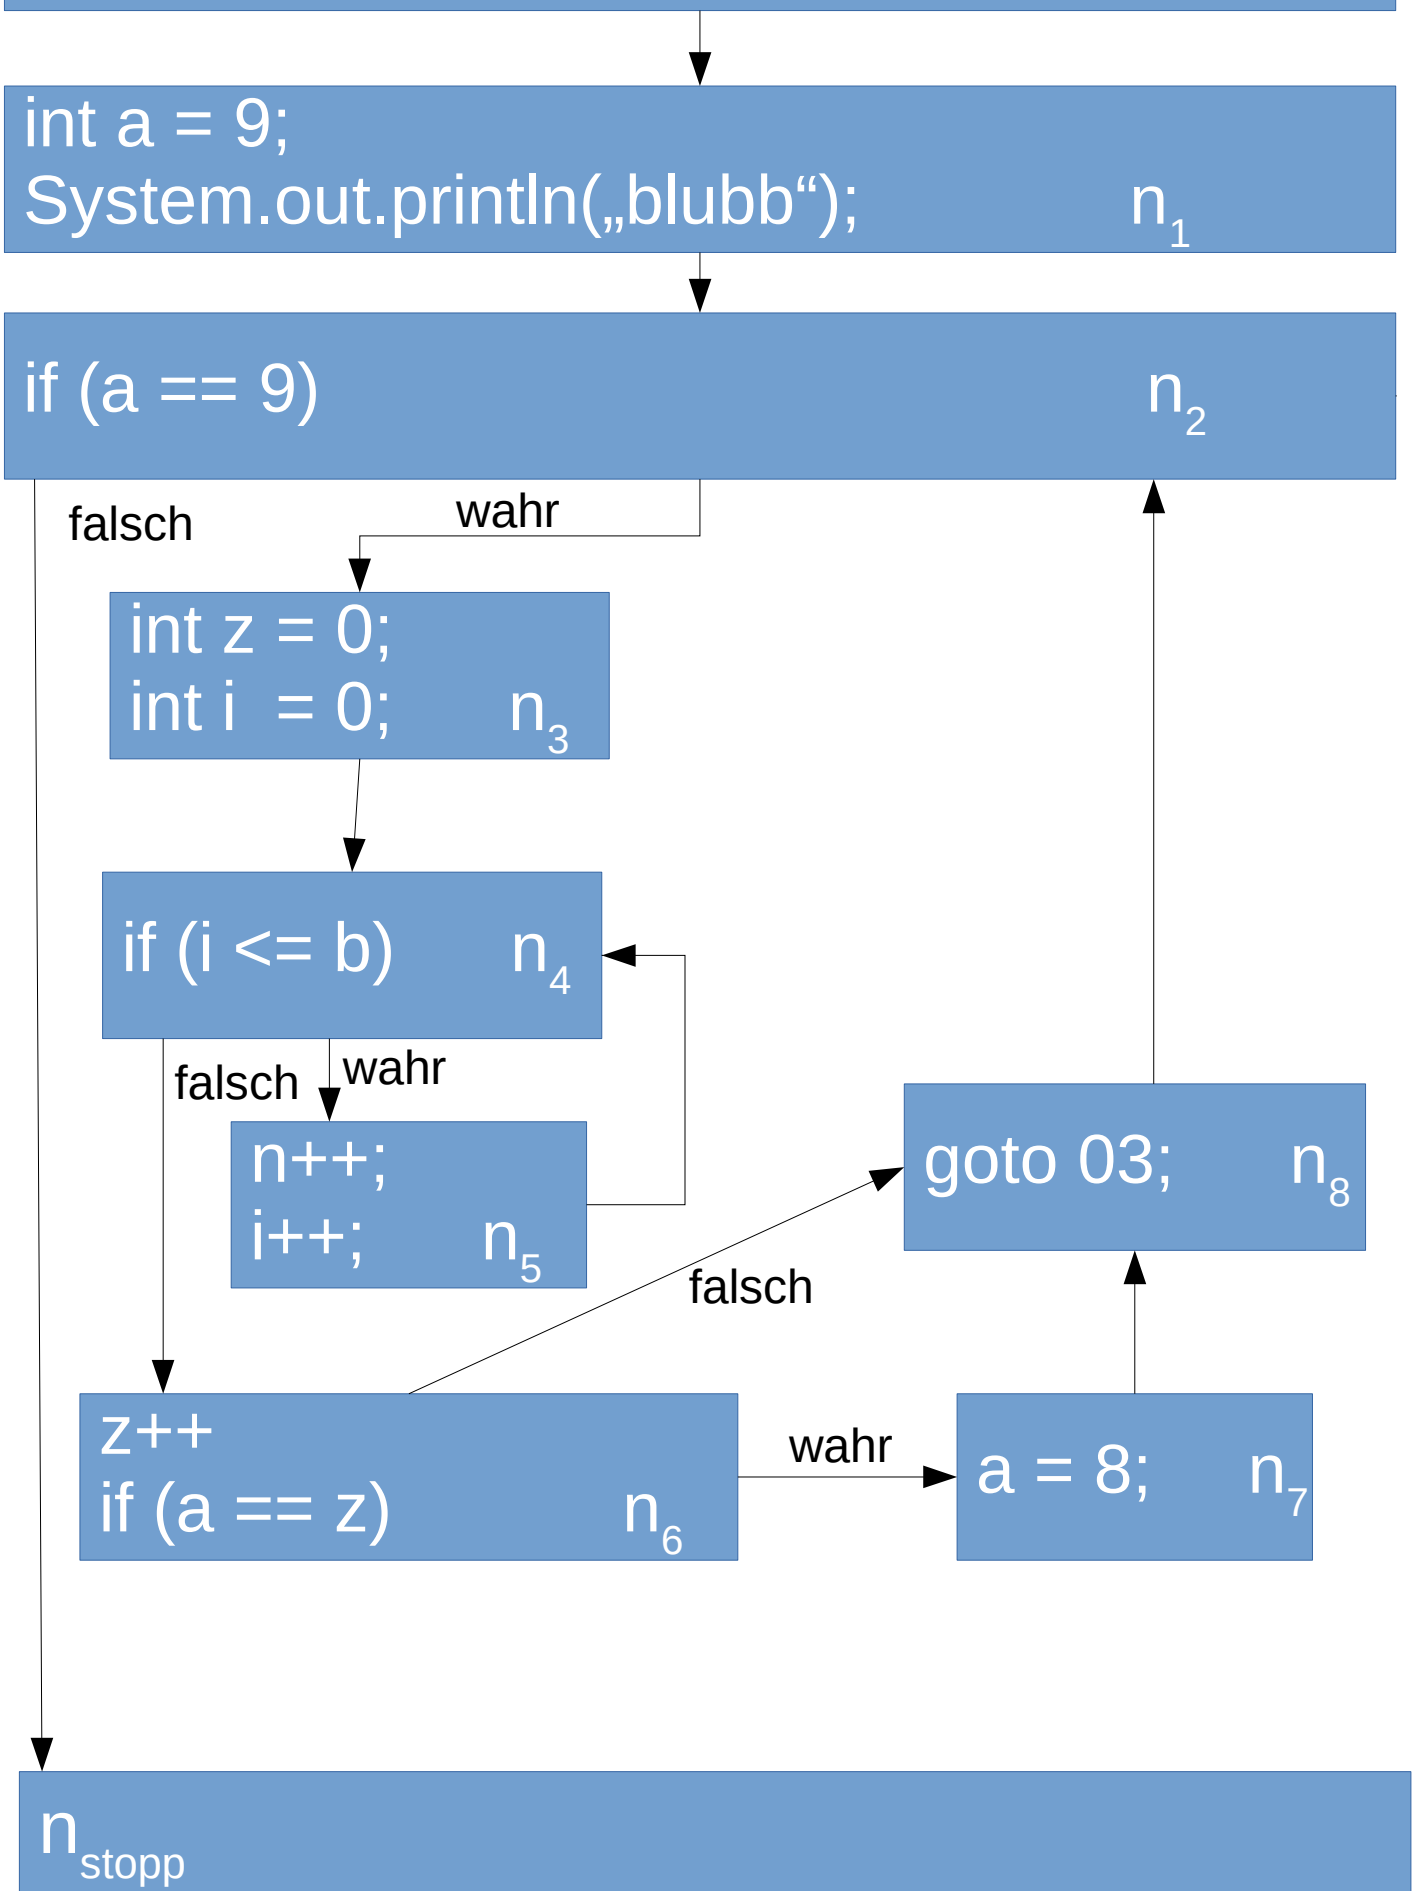 int a = 9;
System.out.println(„blubb“); n1
if (a == 9) n2
falsch
wahr
int z = 0;
int i = 0; n3
if (i <= b) n4
falsch
wahr
n++;
i++; n5
goto 03; n8
falsch
z++
if (a == z) n6
wahr
a = 8; n7
nstopp